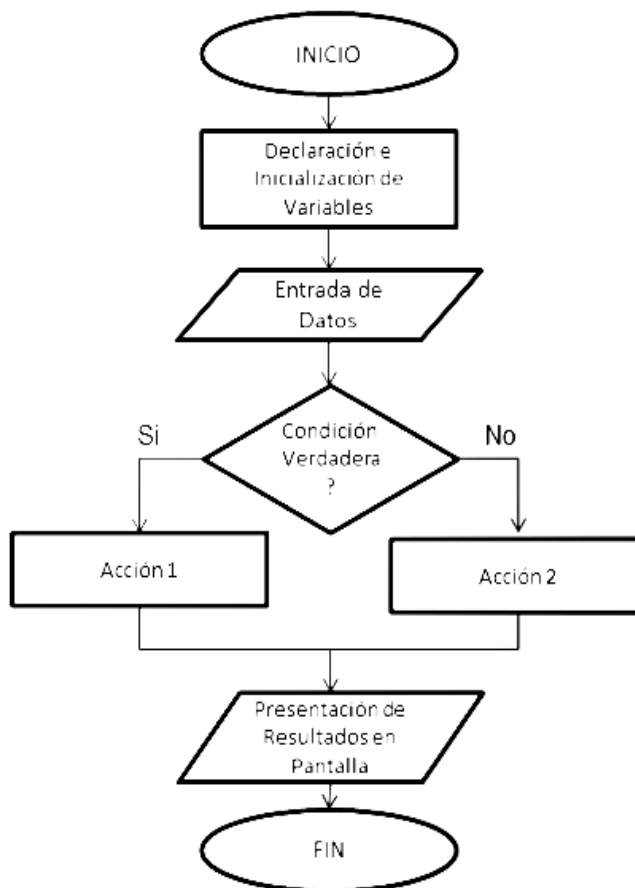 INICIO
Declaración e
Inicialización de
Variables
Entrada de
Datos
Si
Condición
Verdadera
?
No
Acción 1
Acción 2
Presentación de
Resultados en
Pantalla
FIN